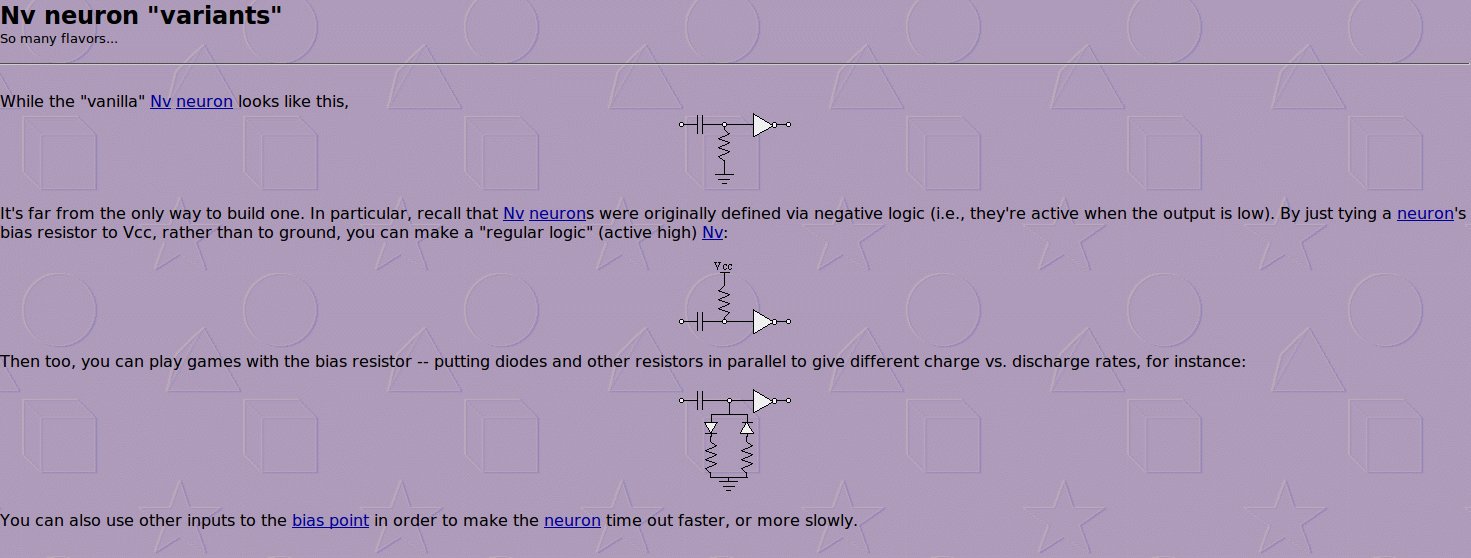 Nv neuron "variants"
So many flavors...
While the "vanilla" Nv neuron looks like this,
It's far from the only way to build one. In particular, recall that Nv neurons were originally defined via negative logic (i.e., they're active when the output is low). By just tying a neuron's
bias resistor to Vcc, rather than to ground, you can make a "regular logic" (active high) Nv:
Vcc
Then too, you can play games with the bias resistor -- putting diodes and other resistors in parallel to give different charge vs. discharge rates, for instance:
You can also use other inputs to the bias point in order to make the neuron time out faster, or more slowly.